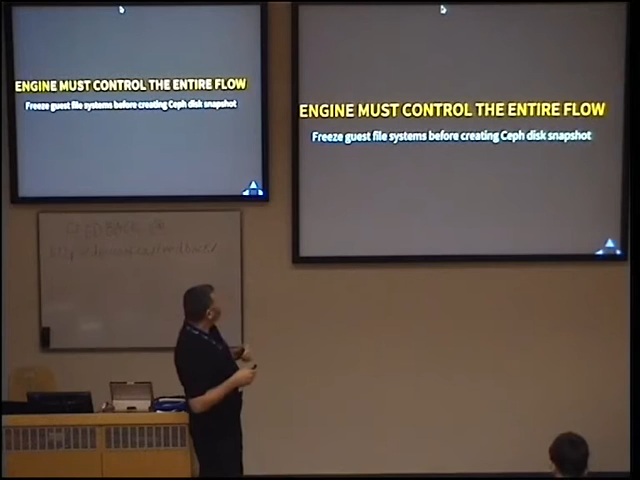 ENGINE MUST CONTROL THE ENTIRE FLOW
Freeze guest file systems before creating Ceph disk snapshot
ENGINE MUST CONTROL THE ENTIRE FLOW
Freeze guest file systems before creating Ceph disk snapshot
FEEDBACK